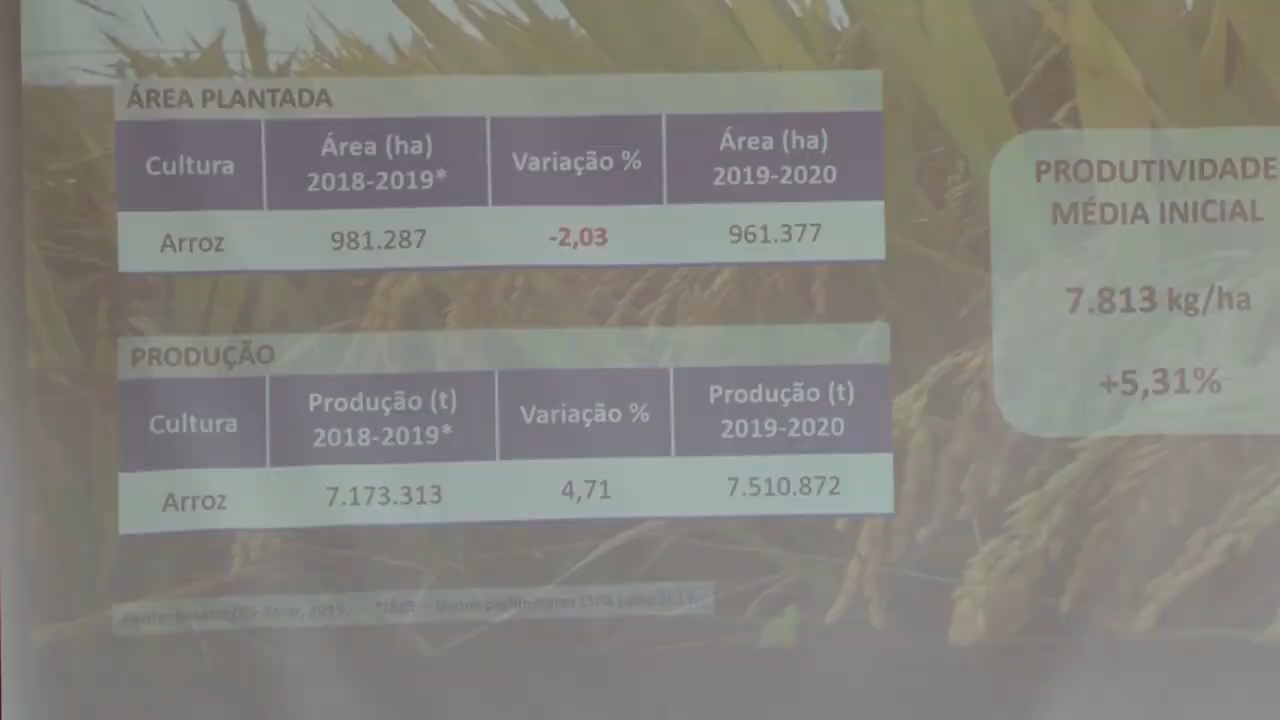 ÁREA PLANTADA
Cultura
Área (ha)
2018-2019*
Variação %
Área (ha)
2019-2020
Arroz
981.287
-2,03
961.377
PRODUÇÃO
Cultura
Produção (t)
2018-2019*
Variação %
Produção (t)
2019-2020
Arroz
7.173.313
4,71
7.510.872
PRODUTIVIDADE
MÉDIA INICIAL
7.813 kg/ha
+5,31%